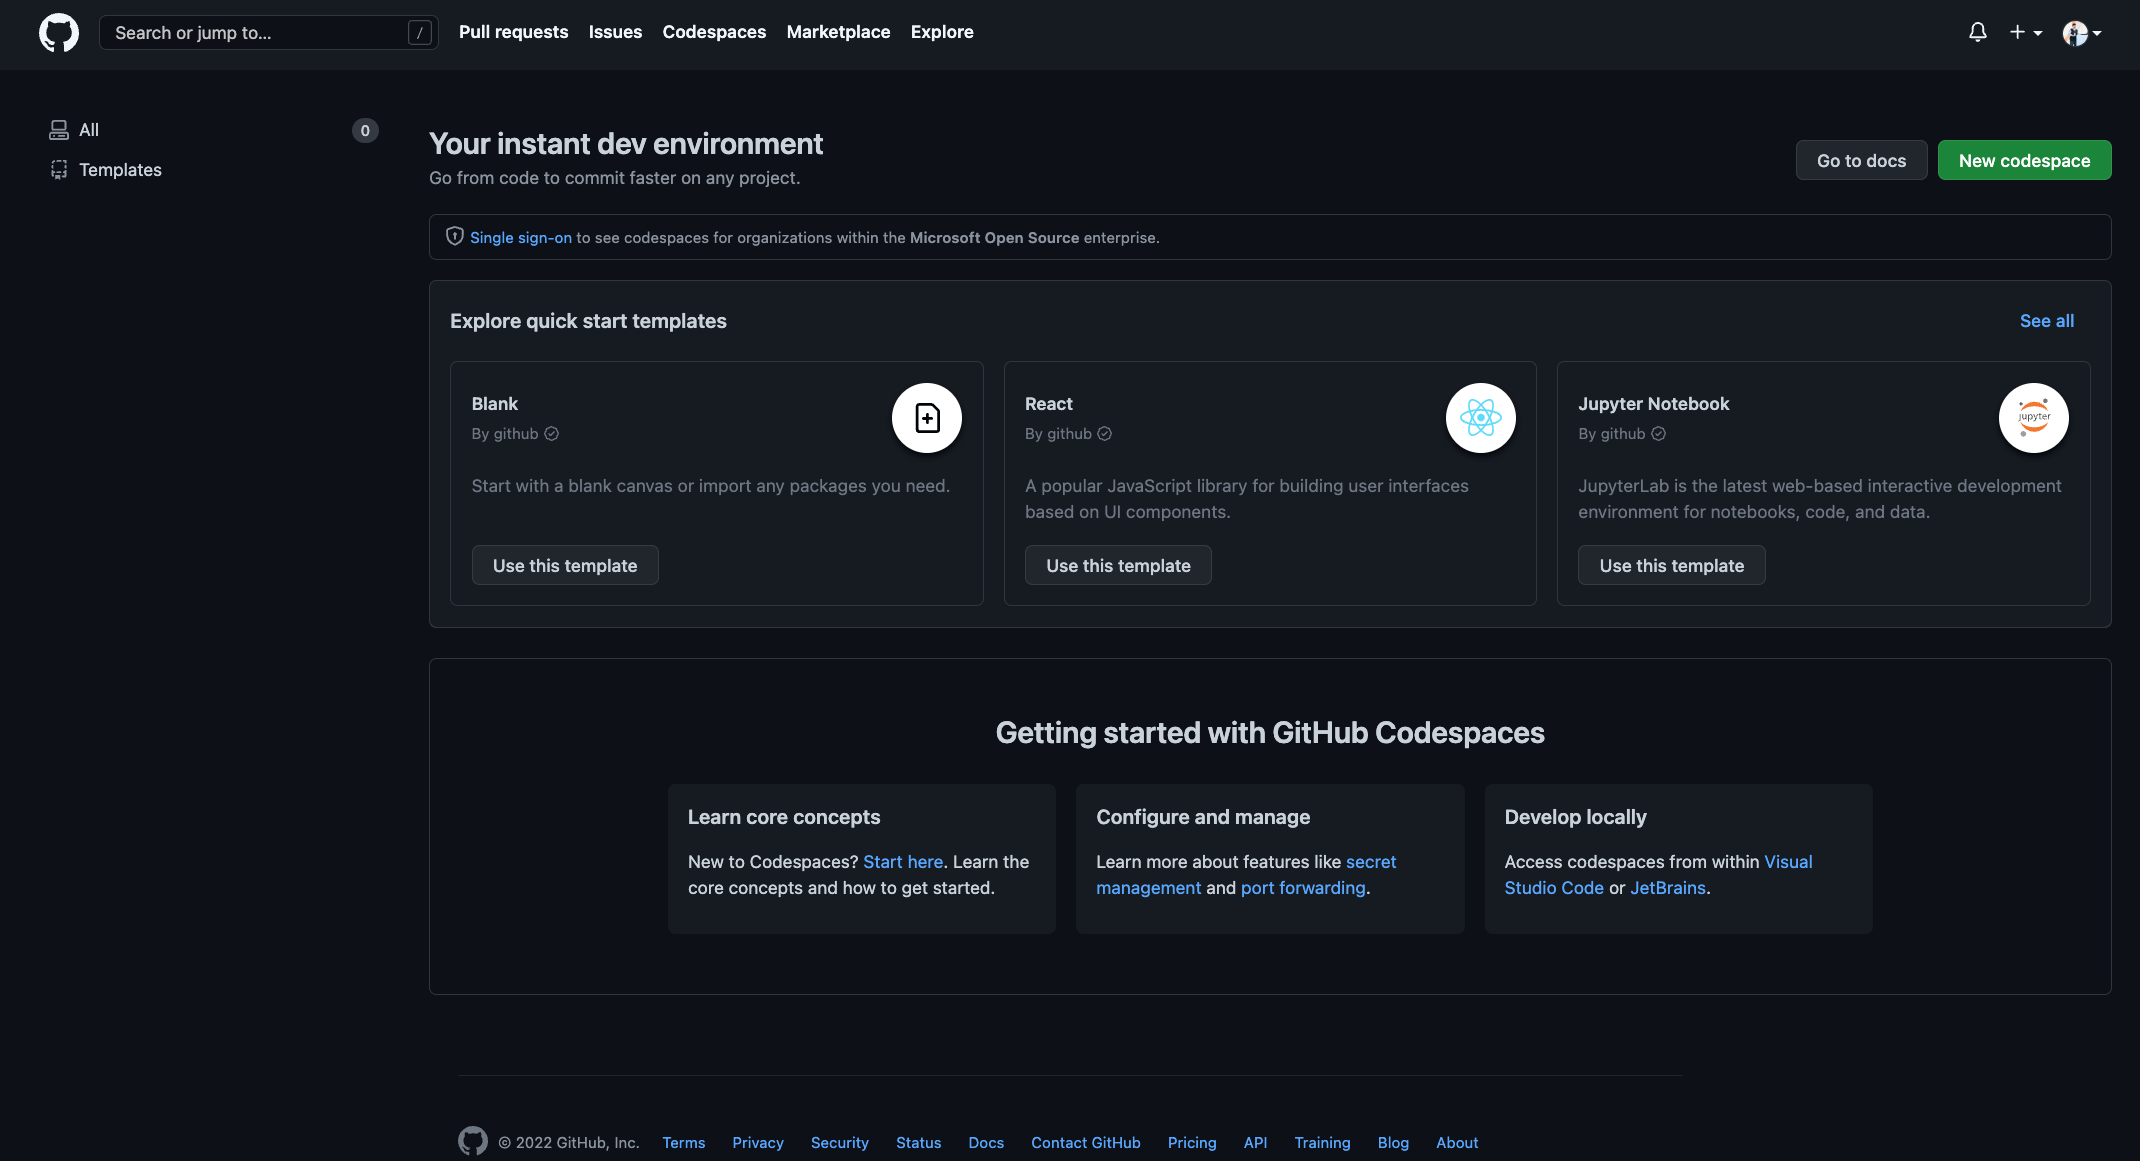 Search or jump to... /
Pull requests Issues Codespaces Marketplace Explore
All 0
Templates
Your instant dev environment
Go from code to commit faster on any project.
Go to docs New codespace
Single sign-on to see codespaces for organizations within the Microsoft Open Source enterprise.
Explore quick start templates See all
Blank
By github
Start with a blank canvas or import any packages you need.
Use this template
React
By github
A popular JavaScript library for building user interfaces
based on UI components.
Use this template
Jupyter Notebook
By github
jupyter
JupyterLab is the latest web-based interactive development
environment for notebooks, code, and data.
Use this template
Getting started with GitHub Codespaces
Learn core concepts
New to Codespaces? Start here. Learn the
core concepts and how to get started.
Configure and manage
Learn more about features like secret
management and port forwarding.
Develop locally
Access codespaces from within Visual
Studio Code or JetBrains.
© 2022 GitHub, Inc. Terms Privacy Security Status Docs Contact GitHub Pricing API Training Blog About